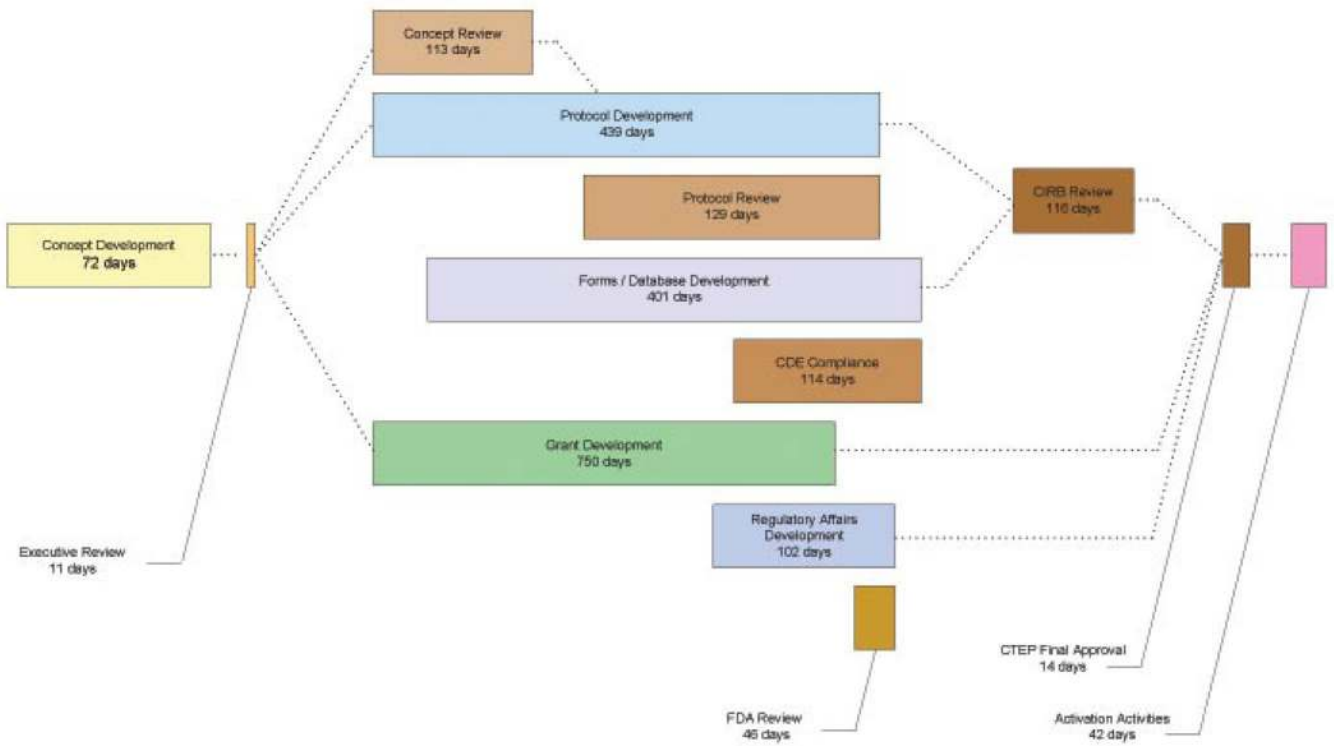 Concept Review
113 days
Protocol Development
439 days
Protocol Review
129 days
CIRB Review
116 days
Concept Development
72 days
Forms / Database Development
401 days
CDE Compliance
114 days
Grant Development
750 days
Regulatory Affairs
Development
102 days
Executive Review
11 days
CTEP Final Approval
14 days
FDA Review
46 days
Activation Activities
42 days